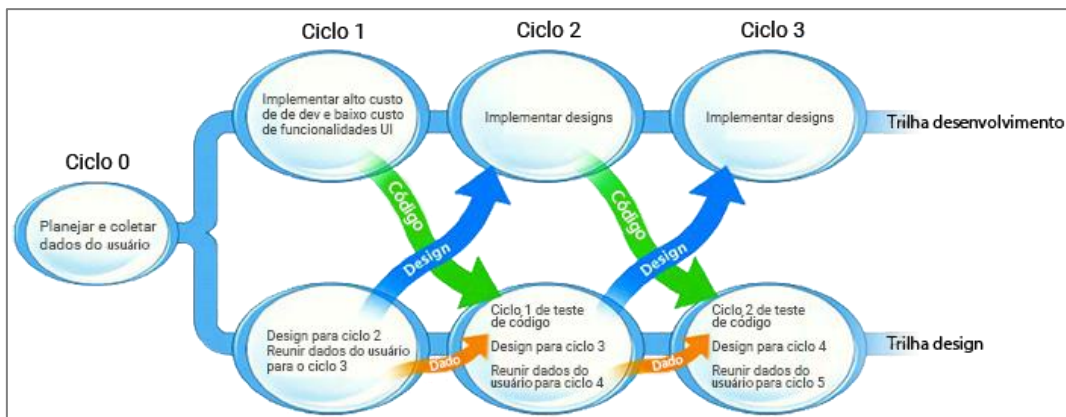 Ciclo 1
Ciclo 2
Ciclo 3
Implementar alto custo
de de dev e baixo custo
de funcionalidades UI
Implementar designs
Implementar designs
Trilha desenvolvimento
Ciclo 0
Planejar e coletar
dados do usuário
Código
Design
Código
Design
Design para ciclo 2
Reunir dados do usuário
para o ciclo 3
Dado
Ciclo 1 de teste
de código
Design para ciclo 3
Reunir dados do
usuário para ciclo 4
Dado
Ciclo 2 de teste
de código
Design para ciclo 4
Reunir dados do
usuário para ciclo 5
Trilha design